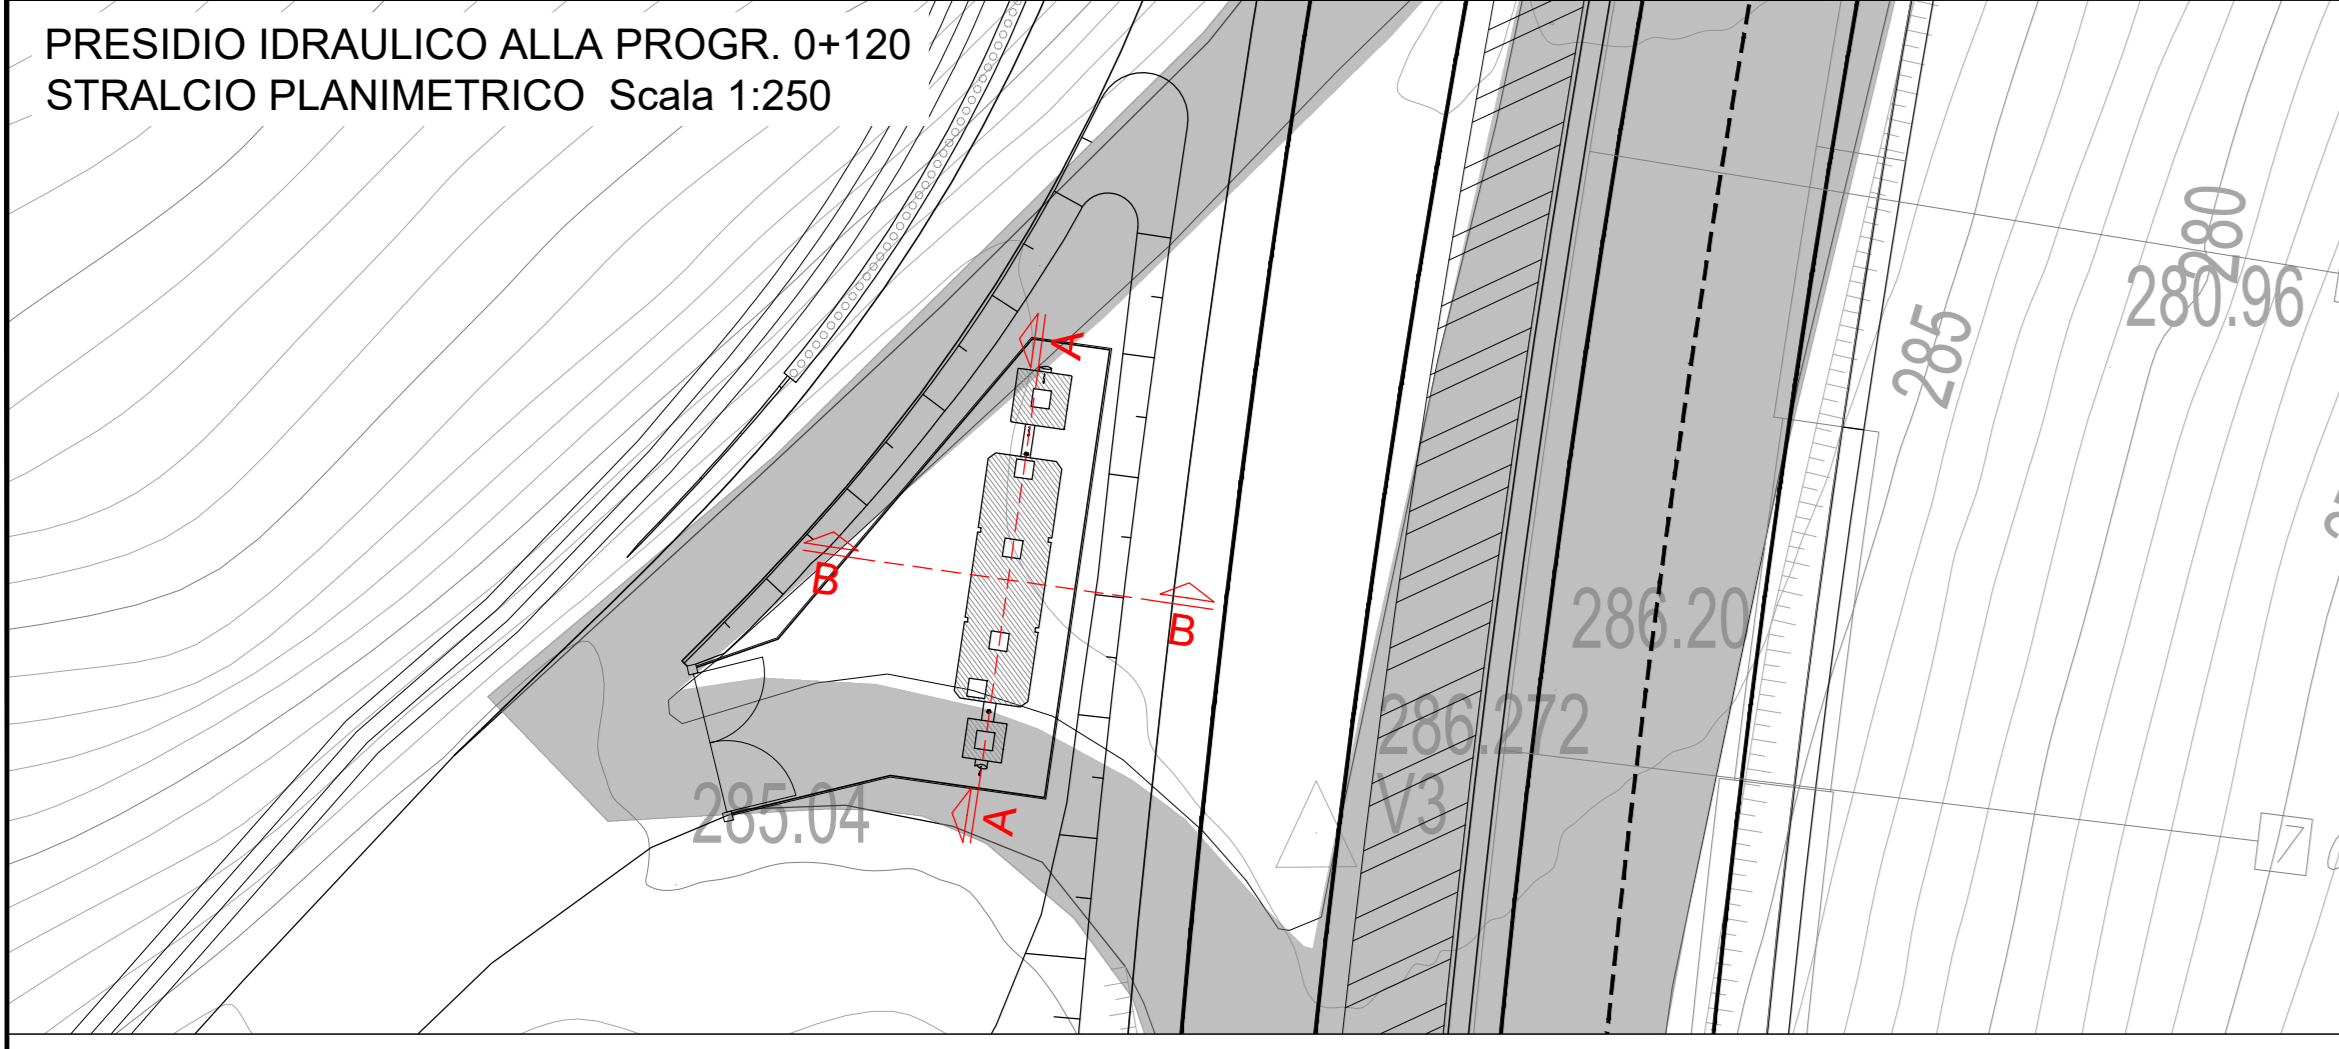 PRESIDIO IDRAULICO ALLA PROGR. 0+120
STRALCIO PLANIMETRICO Scala 1:250
280
280.96
285
A
B
B
286.20
286.272
V3
285.04
A
7